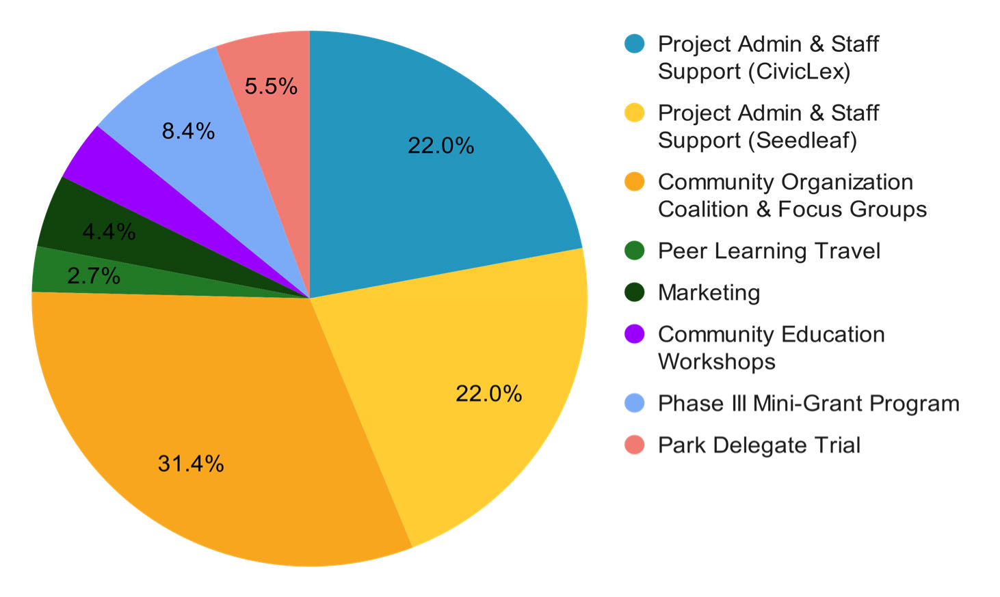 5.5%
8.4%
22.0%
4.4%
2.7%
22.0%
31.4%
Project Admin & Staff
Support (CivicLex)
Project Admin & Staff
Support (Seedleaf)
Community Organization
Coalition & Focus Groups
Peer Learning Travel
Marketing
Community Education
Workshops
Phase III Mini-Grant Program
Park Delegate Trial